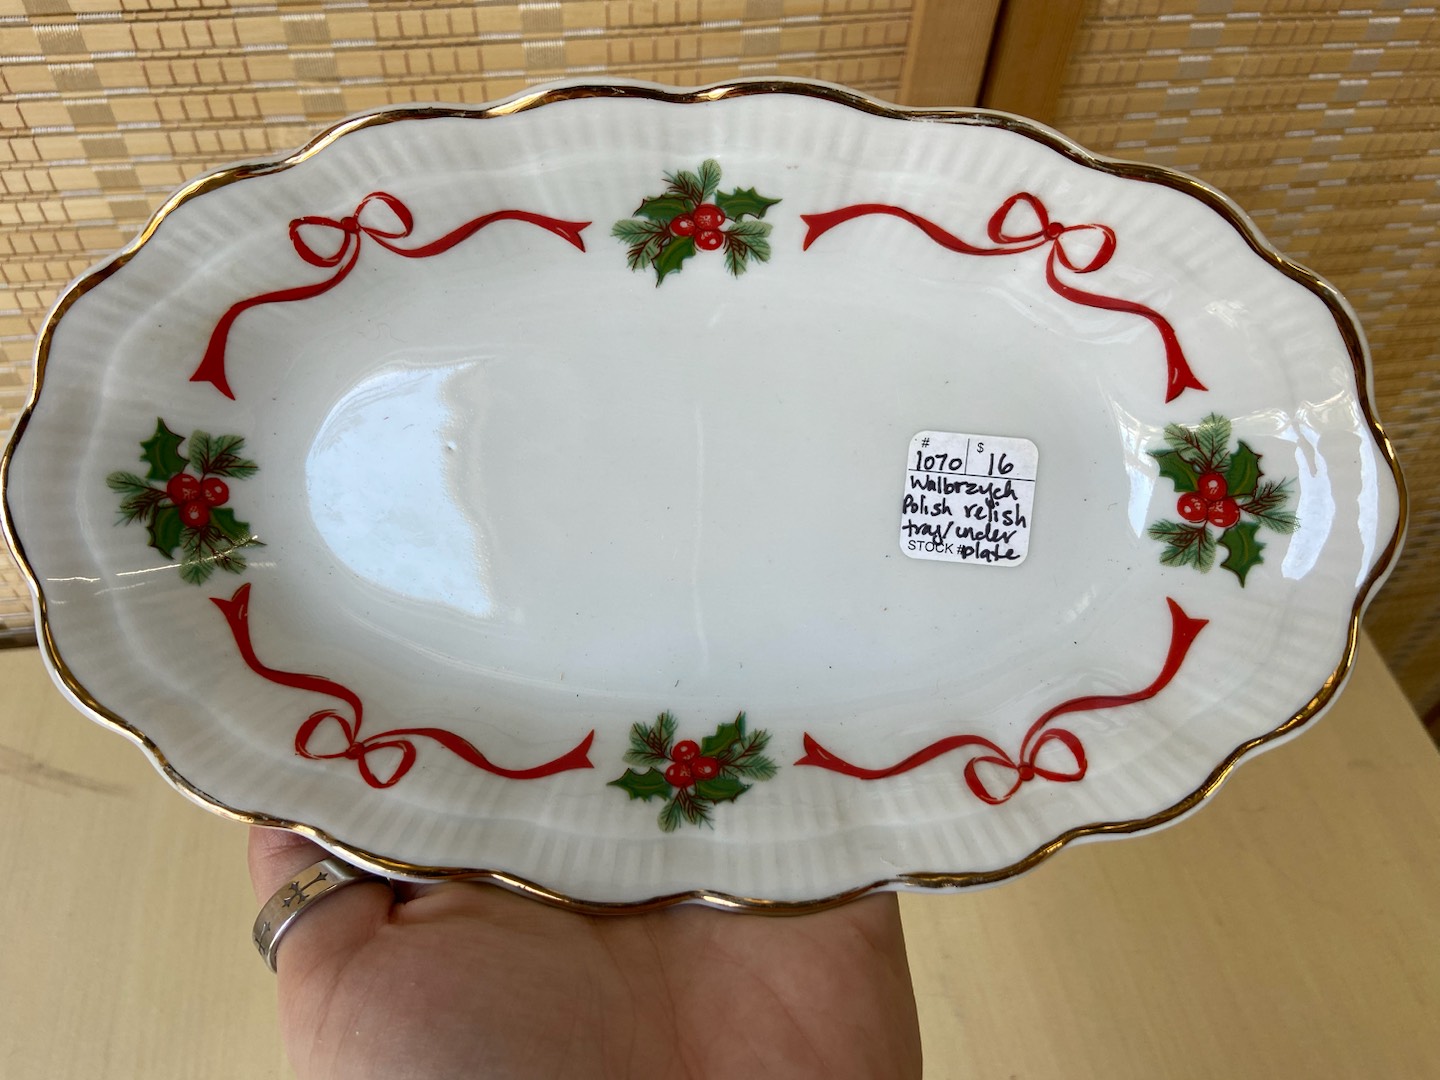 # $
1070 16
Walbrzych
Polish relish
tray/under
STOCK # plate